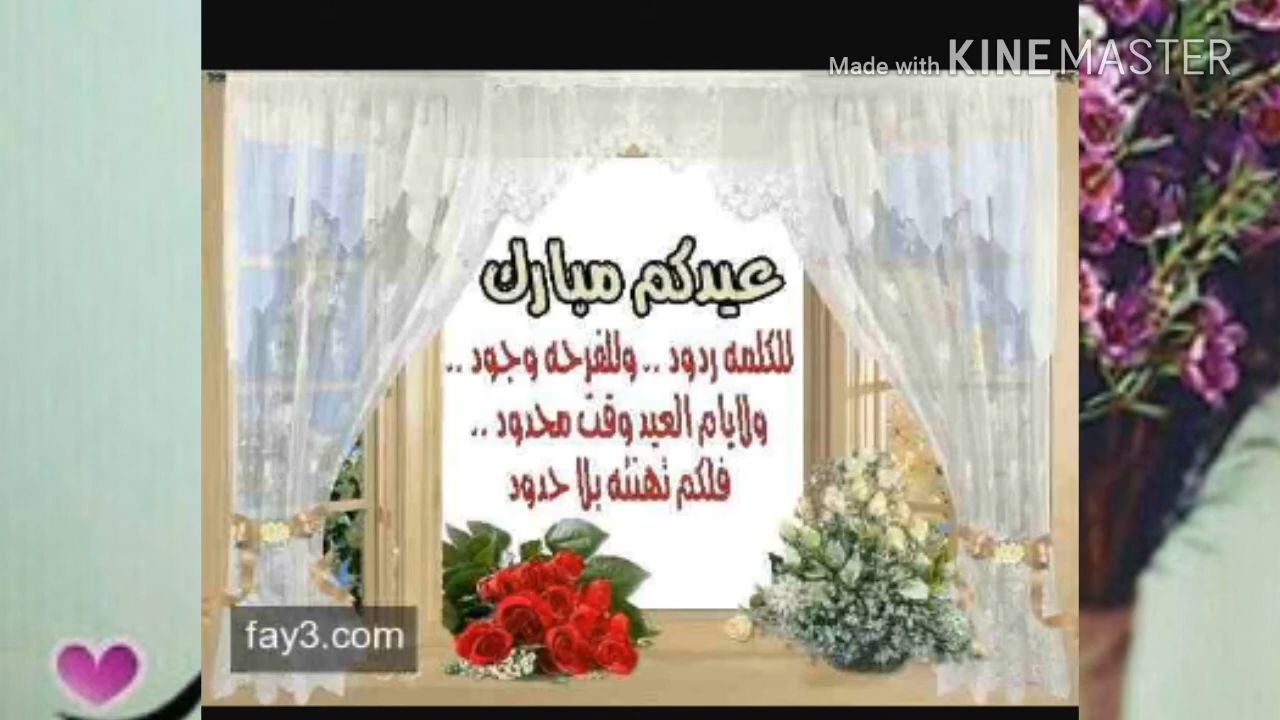 Made with KINEMASTER
عيدكم مبارك
للكلمه ردود .. وللفرحه وجود ..
ولايام العيد وقت محدود ..
فلكم تهنئه بلا حدود
fay3.com